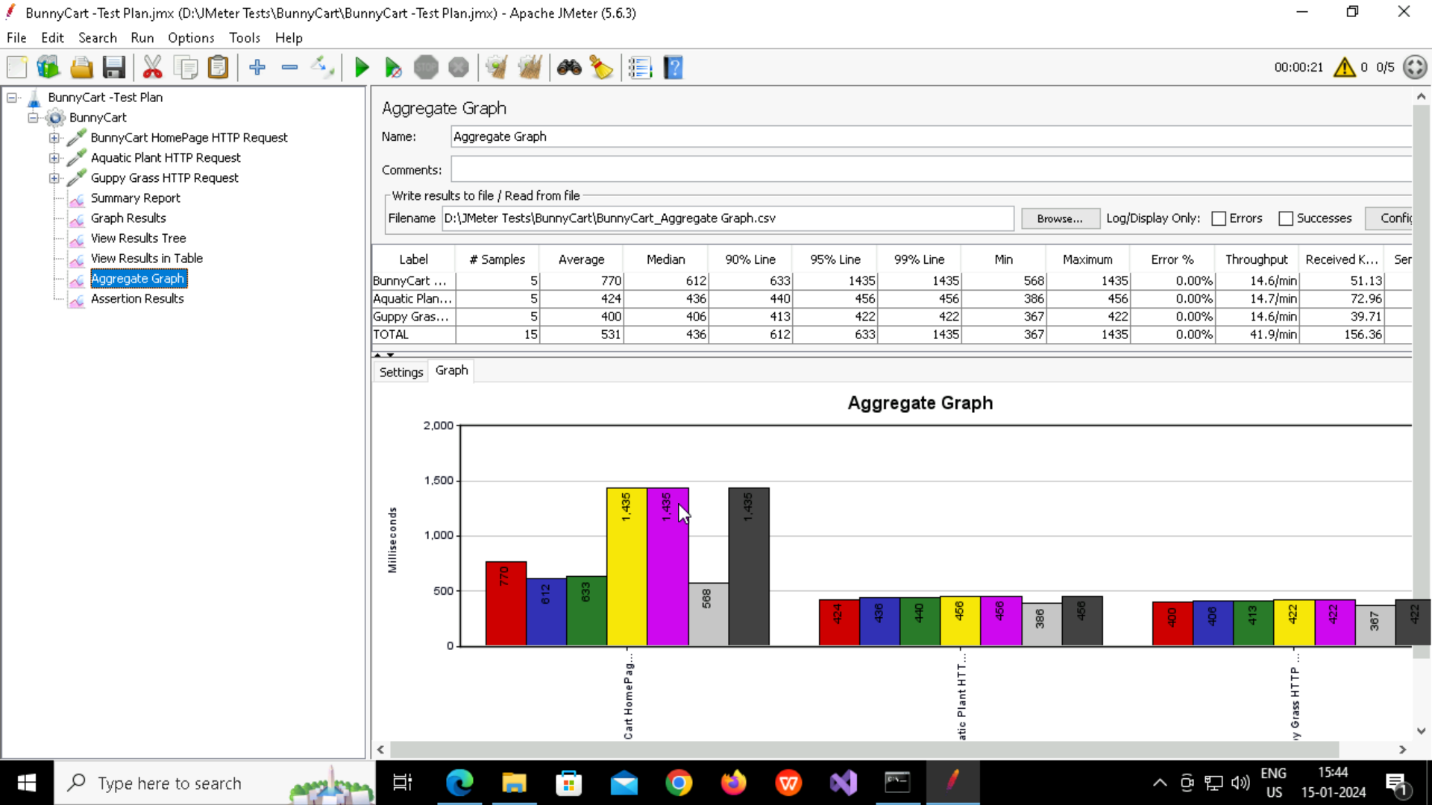 BunnyCart -Test Plan.jmx (D:\JMeter Tests\BunnyCart\BunnyCart -Test Plan.jmx) - Apache JMeter (5.6.3)
File Edit Search Run Options Tools Help
00:00:21 0 0/5
BunnyCart -Test Plan
BunnyCart
BunnyCart HomePage HTTP Request
Aquatic Plant HTTP Request
Guppy Grass HTTP Request
Summary Report
Graph Results
View Results Tree
View Results in Table
Aggregate Graph
Assertion Results
Aggregate Graph
Name: Aggregate Graph
Comments:
Write results to file / Read from file
Filename D:\JMeter Tests\BunnyCart\BunnyCart_Aggregate Graph.csv Browse... Log/Display Only: Errors Successes Config
Label # Samples Average Median 90% Line 95% Line 99% Line Min Maximum Error % Throughput Received K... Ser
BunnyCart ... 5 770 612 633 1435 1435 568 1435 0.00% 14.6/min 51.13
Aquatic Plan... 5 424 436 440 456 456 386 456 0.00% 14.7/min 72.96
Guppy Gras... 5 400 406 413 422 422 367 422 0.00% 14.6/min 39.71
TOTAL 15 531 436 612 633 1435 367 1435 0.00% 41.9/min 156.36
Settings Graph
Aggregate Graph
Milliseconds
2,000
1,500
1,000
500
0
770 612 633 1,435 1,435 568 1,435
424 436 440 456 456 386 456
400 406 413 422 422 367 422
Cart HomePag...
atic Plant HTT...
y Grass HTTP ...
Type here to search
ENG
US
15:44
15-01-2024
1